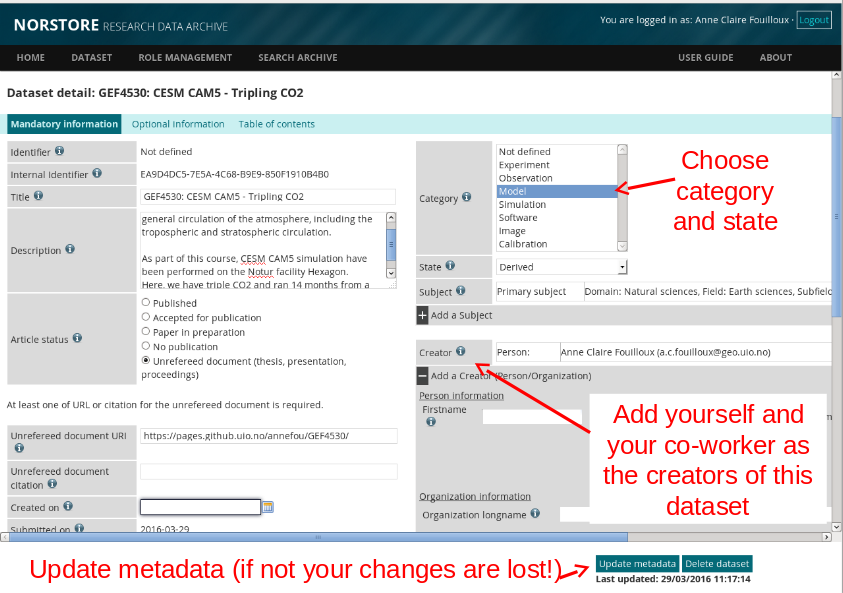 NORSTORE RESEARCH DATA ARCHIVE
You are logged in as: Anne Claire Fouilloux · Logout
HOME DATASET ROLE MANAGEMENT SEARCH ARCHIVE USER GUIDE ABOUT
Dataset detail: GEF4530: CESM CAM5 - Tripling CO2
Mandatory information Optional information Table of contents
Identifier Not defined
Internal Identifier EA9D4DC5-7E5A-4C68-B9E9-850F1910B4B0
Title GEF4530: CESM CAM5 - Tripling CO2
Description
general circulation of the atmosphere, including the
tropospheric and stratospheric circulation.
As part of this course, CESM CAM5 simulation have
been performed on the Notur facility Hexagon.
Here, we have triple CO2 and ran 14 months from a
Article status
Published
Accepted for publication
Paper in preparation
No publication
Unrefereed document (thesis, presentation,
proceedings)
At least one of URL or citation for the unrefereed document is required.
Unrefereed document URI https://pages.github.uio.no/annefou/GEF4530/
Unrefereed document
citation
Created on
Submitted on 2016-03-29
Category
Not defined
Experiment
Observation
Model
Simulation
Software
Image
Calibration
State Derived
Subject Primary subject Domain: Natural sciences, Field: Earth sciences, Subfield
+ Add a Subject
Creator Person: Anne Claire Fouilloux (a.c.fouilloux@geo.uio.no)
Add a Creator (Person/Organization)
Person Information
Firstname
Organization Information
Organization longname
Choose
category
and state
Add yourself and
your co-worker as
the creators of this
dataset
Update metadata (if not your changes are lost!)
Update metadata Delete dataset
Last updated: 29/03/2016 11:17:14